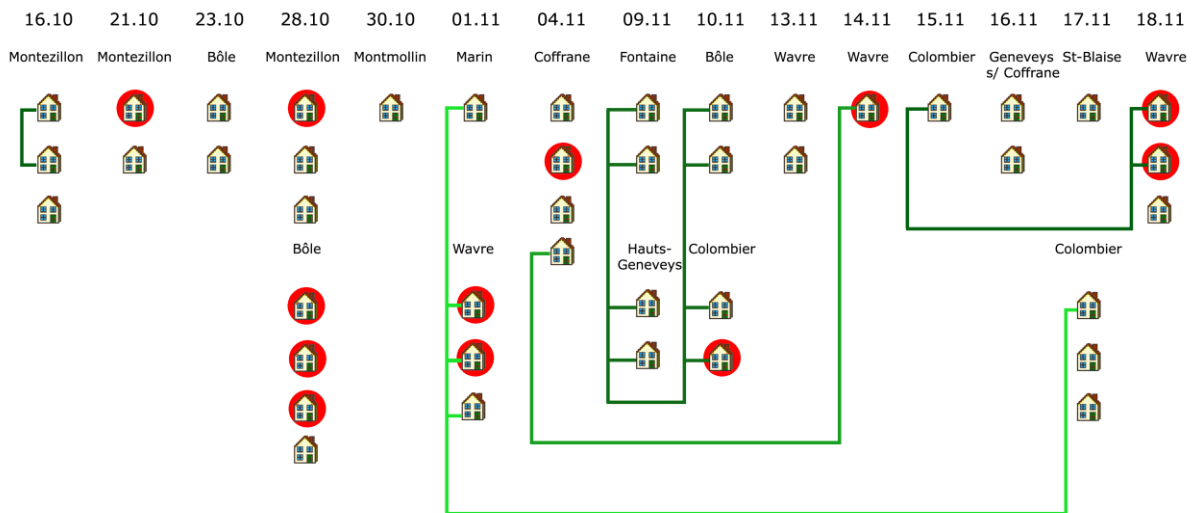 16.10 21.10 23.10 28.10 30.10 01.11 04.11 09.11 10.11 13.11 14.11 15.11 16.11 17.11 18.11
Montezillon Montezillon Bôle Montezillon Montmollin Marin Coffrane Fontaine Bôle Wavre Wavre Colombier Geneveys St-Blaise Wavre
s/ Coffrane
Bôle Wavre Hauts- Colombier Colombier
Geneveys